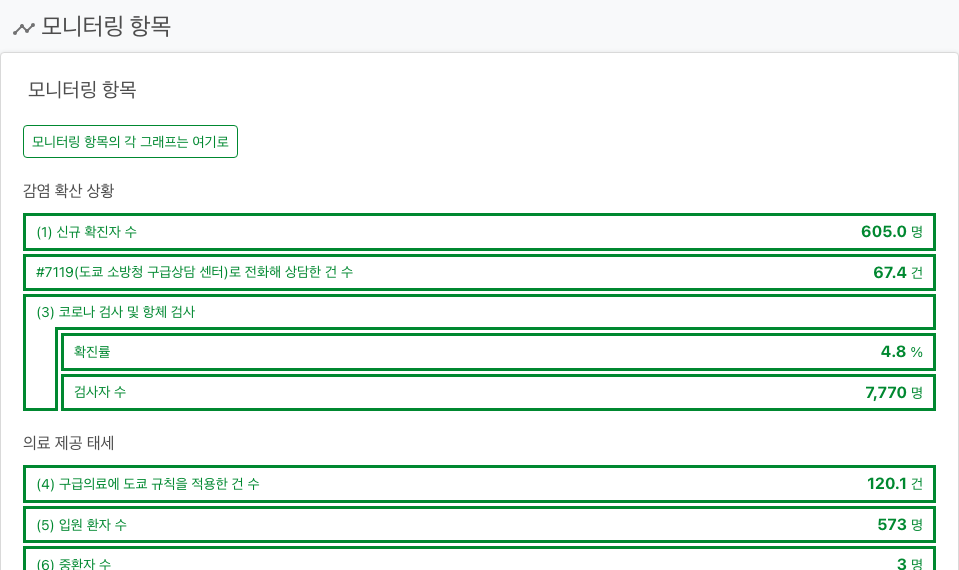 모니터링 항목
모니터링 항목
모니터링 항목의 각 그래프는 여기로
감염 확산 상황
(1) 신규 확진자 수 605.0 명
#7119(도쿄 소방청 구급상담 센터)로 전화해 상담한 건 수 67.4 건
(3) 코로나 검사 및 항체 검사
확진률 4.8 %
검사자 수 7,770 명
의료 제공 태세
(4) 구급의료에 도쿄 규칙을 적용한 건 수 120.1 건
(5) 입원 환자 수 573 명
(6) 중환자 수 3 명